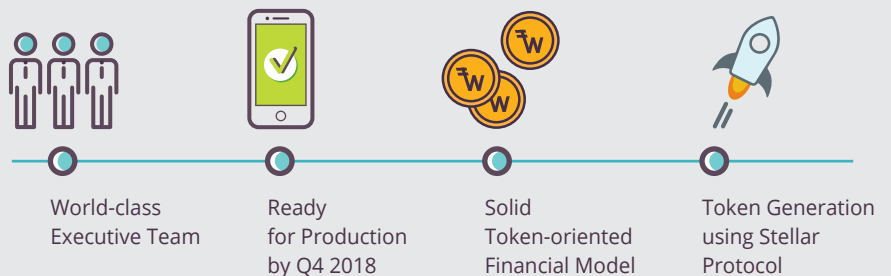 ₹W
₹W
₹W
World-class
Executive Team
Ready
for Production
by Q4 2018
Solid
Token-oriented
Financial Model
Token Generation
using Stellar
Protocol